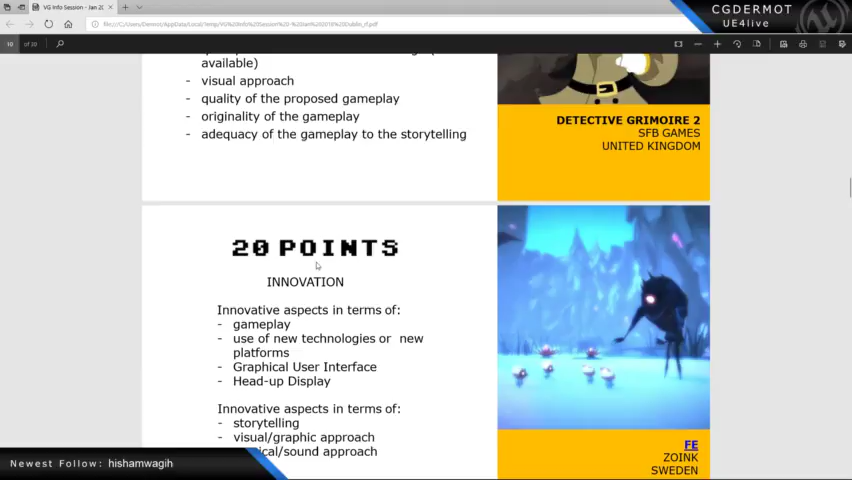 VG Info Session - Jan 20
CGDERMOT
UE4live
10 of 30
available)
- visual approach
- quality of the proposed gameplay
- originality of the gameplay
- adequacy of the gameplay to the storytelling
DETECTIVE GRIMOIRE 2
SFB GAMES
UNITED KINGDOM
20 POINTS
INNOVATION
Innovative aspects in terms of:
- gameplay
- use of new technologies or new
platforms
- Graphical User Interface
- Head-up Display
Innovative aspects in terms of:
- storytelling
- visual/graphic approach
sound approach
FE
ZOINK
SWEDEN
Newest Follow: hishamwagih